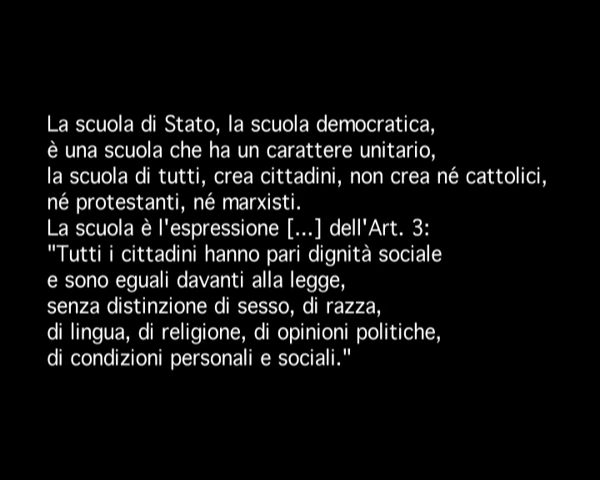 La scuola di Stato, la scuola democratica,
è una scuola che ha un carattere unitario,
la scuola di tutti, crea cittadini, non crea né cattolici,
né protestanti, né marxisti.
La scuola è l'espressione [...] dell'Art. 3:
"Tutti i cittadini hanno pari dignità sociale
e sono eguali davanti alla legge,
senza distinzione di sesso, di razza,
di lingua, di religione, di opinioni politiche,
di condizioni personali e sociali."